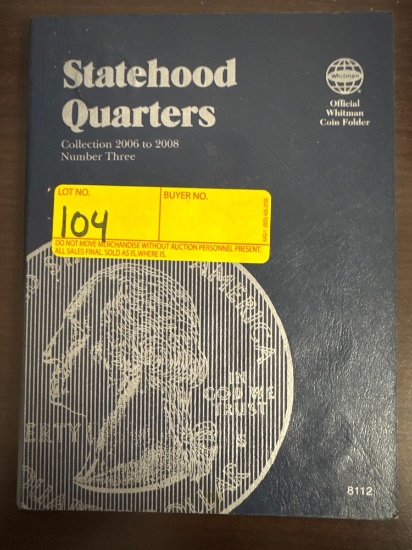 Statehood
Quarters
Collection 2006 to 2008
Number Three
Whitman
Official
Whitman
Coin Folder
LOT NO.
104
BUYER NO.
DO NOT MOVE MERCHANDISE WITHOUT AUCTION PERSONNEL PRESENT,
ALL SALES FINAL. SOLD AS IS, WHERE IS.
AMERICA
IN
GOD WE
TRUST
S
ERTY
8112